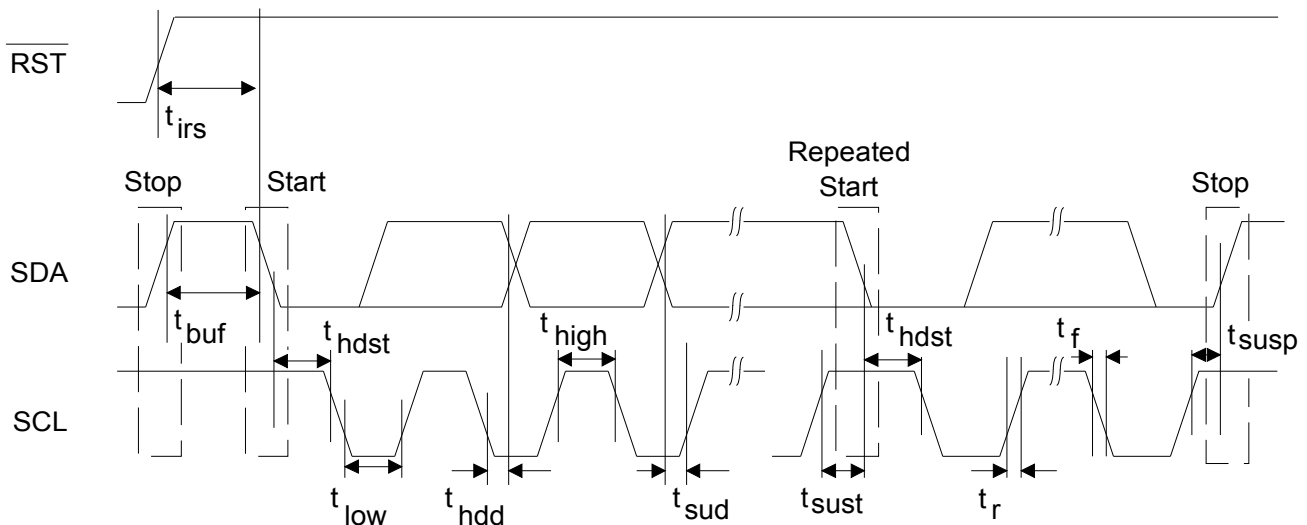 RST
t irs
Stop
Start
Repeated
Start
Stop
SDA
t buf
t hdst
t high
t hdst
t f
t susp
SCL
t low
t hdd
t sud
t sust
t r